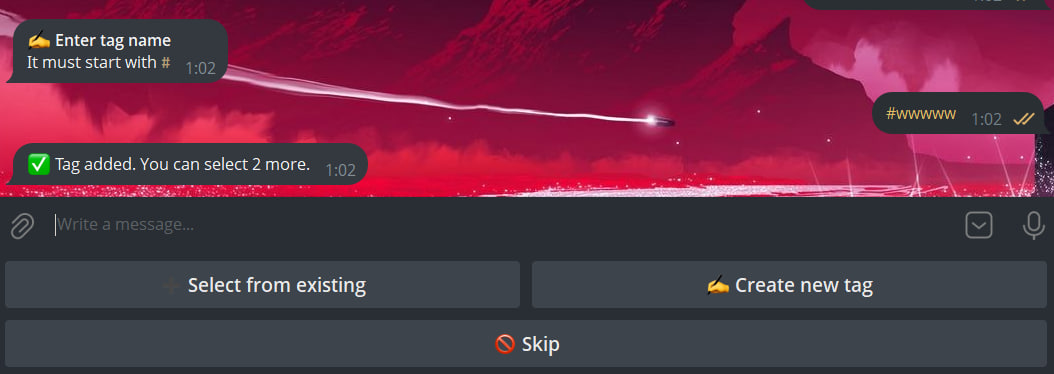 ✍️ Enter tag name
It must start with #
1:02
#wwwww 1:02
✅ Tag added. You can select 2 more. 1:02
Write a message...
➕ Select from existing
✍️ Create new tag
🚫 Skip